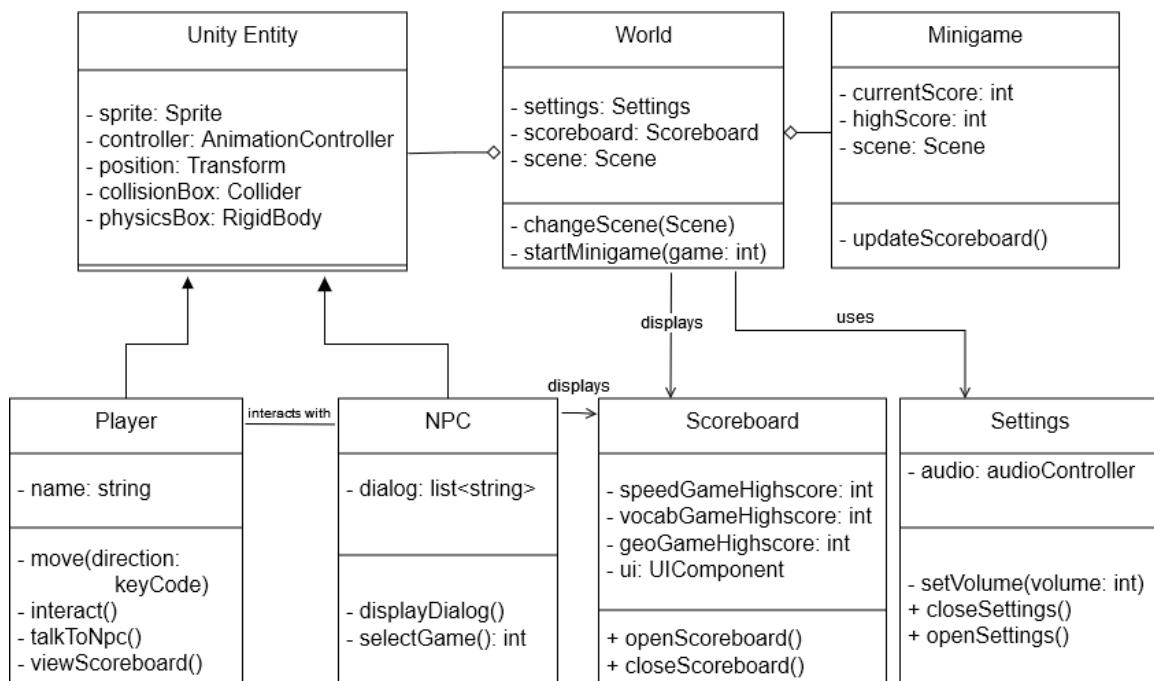 Unity Entity
- sprite: Sprite
- controller: AnimationController
- position: Transform
- collisionBox: Collider
- physicsBox: RigidBody
World
- settings: Settings
- scoreboard: Scoreboard
- scene: Scene
- changeScene(Scene)
- startMinigame(game: int)
Minigame
- currentScore: int
- highScore: int
- scene: Scene
- updateScoreboard()
displays
uses
interacts with
displays
Player
- name: string
- move(direction:
keyCode)
- interact()
- talkToNpc()
- viewScoreboard()
NPC
- dialog: list<string>
- displayDialog()
- selectGame(): int
Scoreboard
- speedGameHighscore: int
- vocabGameHighscore: int
- geoGameHighscore: int
- ui: UIComponent
+ openScoreboard()
+ closeScoreboard()
Settings
- audio: audioController
- setVolume(volume: int)
+ closeSettings()
+ openSettings()